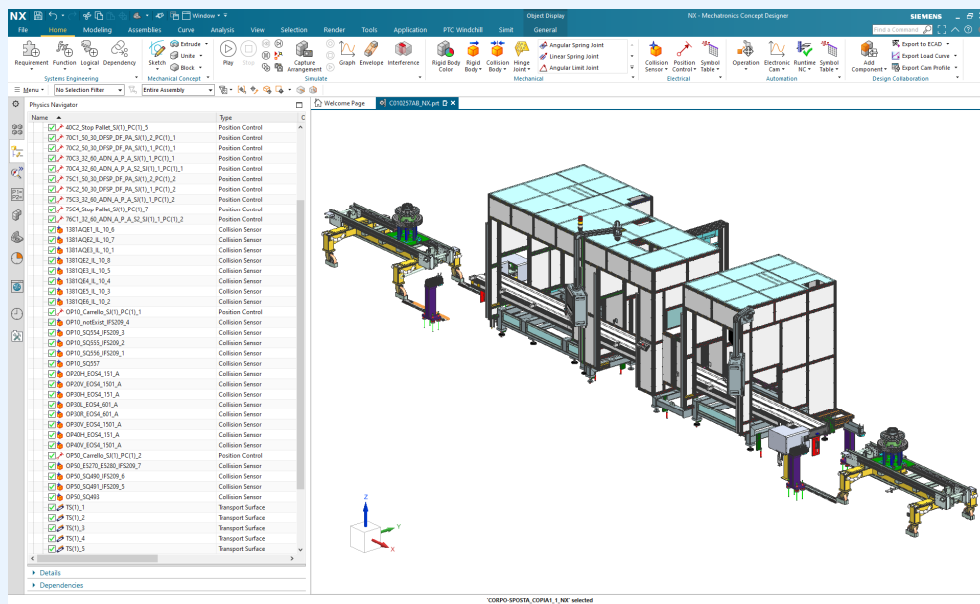 NX
Window
Object Display
NX - Mechatronics Concept Designer
SIEMENS
File Home Modeling Assemblies Curve Analysis View Selection Render Tools Application PTC Windchill Simit General
Find a Command
Requirement Function Logical Dependency
Systems Engineering
Sketch
Extrude
Unite
Block
Mechanical Concept
Play Stop
Capture Arrangement
Graph Envelope Interference
Simulate
Rigid Body Color
Rigid Body
Collision Body
Hinge Joint
Angular Spring Joint
Linear Spring Joint
Angular Limit Joint
Mechanical
Collision Sensor
Position Control
Symbol Table
Electrical
Operation
Electronic Cam
Runtime NC
Symbol Table
Automation
Add Component
Export to ECAD
Export Load Curve
Export Cam Profile
Design Collaboration
Menu
No Selection Filter
Entire Assembly
Physics Navigator
Welcome Page
C010257AB_NX.prt
Name Type C
40C2_Stop Pallet_SJ(1)_PC(1)_5 Position Control
70C1_50_30_DFSP_DF_PA_SJ(1)_2_PC(1)_1 Position Control
70C2_50_30_DFSP_DF_PA_SJ(1)_1_PC(1)_1 Position Control
70C3_32_60_ADN_A_P_A_SJ(1)_1_PC(1)_1 Position Control
70C4_32_60_ADN_A_P_A_S2_SJ(1)_1_PC(1)_1 Position Control
75C1_50_30_DFSP_DF_PA_SJ(1)_2_PC(1)_2 Position Control
75C2_50_30_DFSP_DF_PA_SJ(1)_1_PC(1)_2 Position Control
75C3_32_60_ADN_A_P_A_SJ(1)_1_PC(1)_2 Position Control
75C4_Stop Pallet_SJ(1)_PC(1)_7 Position Control
76C1_32_60_ADN_A_P_A_S2_SJ(1)_1_PC(1)_2 Position Control
1381AQE1_IL_10_6 Collision Sensor
1381AQE2_IL_10_7 Collision Sensor
1381AQE3_IL_10_1 Collision Sensor
1381QE2_IL_10_8 Collision Sensor
1381QE3_IL_10_5 Collision Sensor
1381QE4_IL_10_4 Collision Sensor
1381QE5_IL_10_3 Collision Sensor
1381QE6_IL_10_2 Collision Sensor
OP10_Carrello_SJ(1)_PC(1)_1 Position Control
OP10_notExist_IFS209_4 Collision Sensor
OP10_SQ554_IFS209_3 Collision Sensor
OP10_SQ555_IFS209_2 Collision Sensor
OP10_SQ556_IFS209_1 Collision Sensor
OP10_SQ557 Collision Sensor
OP20H_EOS4_151_A Collision Sensor
OP20V_EOS4_1501_A Collision Sensor
OP30H_EOS4_151_A Collision Sensor
OP30L_EOS4_601_A Collision Sensor
OP30R_EOS4_601_A Collision Sensor
OP30V_EOS4_1501_A Collision Sensor
OP40H_EOS4_151_A Collision Sensor
OP40V_EOS4_1501_A Collision Sensor
OP50_Carrello_SJ(1)_PC(1)_2 Position Control
OP50_ES270_ES280_IFS209_7 Collision Sensor
OP50_SQ490_IFS209_6 Collision Sensor
OP50_SQ491_IFS209_5 Collision Sensor
OP50_SQ493 Collision Sensor
TS(1)_1 Transport Surface
TS(1)_2 Transport Surface
TS(1)_3 Transport Surface
TS(1)_4 Transport Surface
TS(1)_5 Transport Surface
Z
Y
X
Details
Dependencies
'CORPO-SPOSTA_COPIA1_1_NX' selected